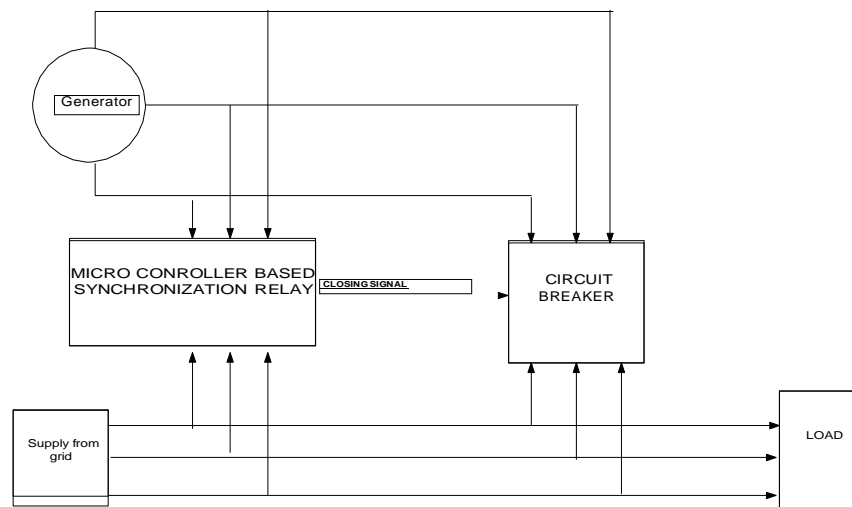 Generator
MICRO CONROLLER BASED
SYNCHRONIZATION RELAY
CLOSING SIGNAL
CIRCUIT
BREAKER
Supply from
grid
LOAD